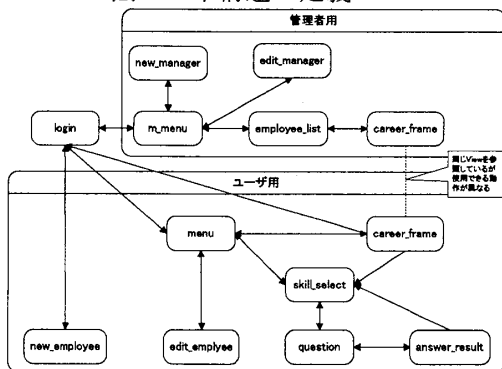 管理者用
new_manager
edit_manager
login
m_menu
employee_list
career_frame
同じViewを参
照しているが
使用できる動
作が異なる
ユーザ用
menu
career_frame
skill_select
new_employee
edit_emplyee
question
answer_result